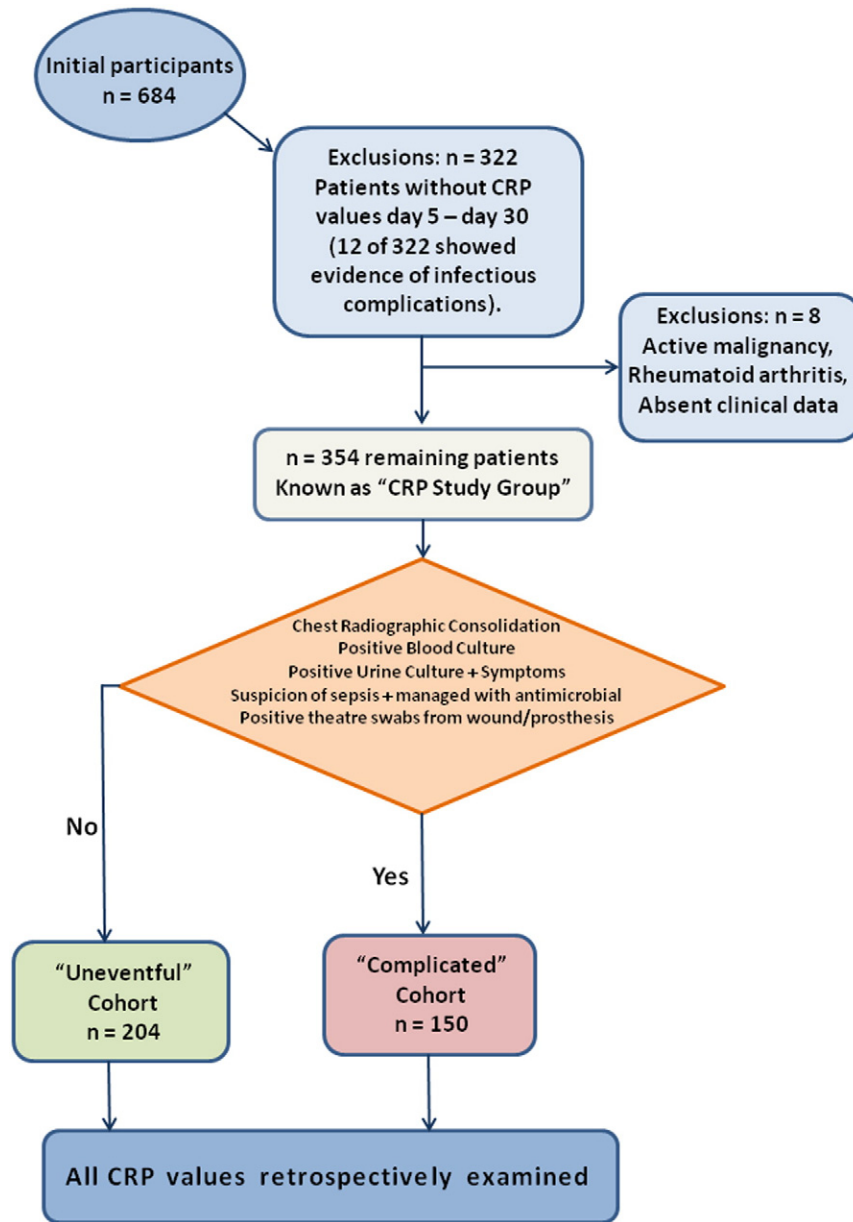 Initial participants
n = 684
Exclusions: n = 322
Patients without CRP
values day 5 – day 30
(12 of 322 showed
evidence of infectious
complications).
Exclusions: n = 8
Active malignancy,
Rheumatoid arthritis,
Absent clinical data
n = 354 remaining patients
Known as “CRP Study Group”
Chest Radiographic Consolidation
Positive Blood Culture
Positive Urine Culture + Symptoms
Suspicion of sepsis + managed with antimicrobial
Positive theatre swabs from wound/prosthesis
No
Yes
“Uneventful”
Cohort
n = 204
“Complicated”
Cohort
n = 150
All CRP values retrospectively examined